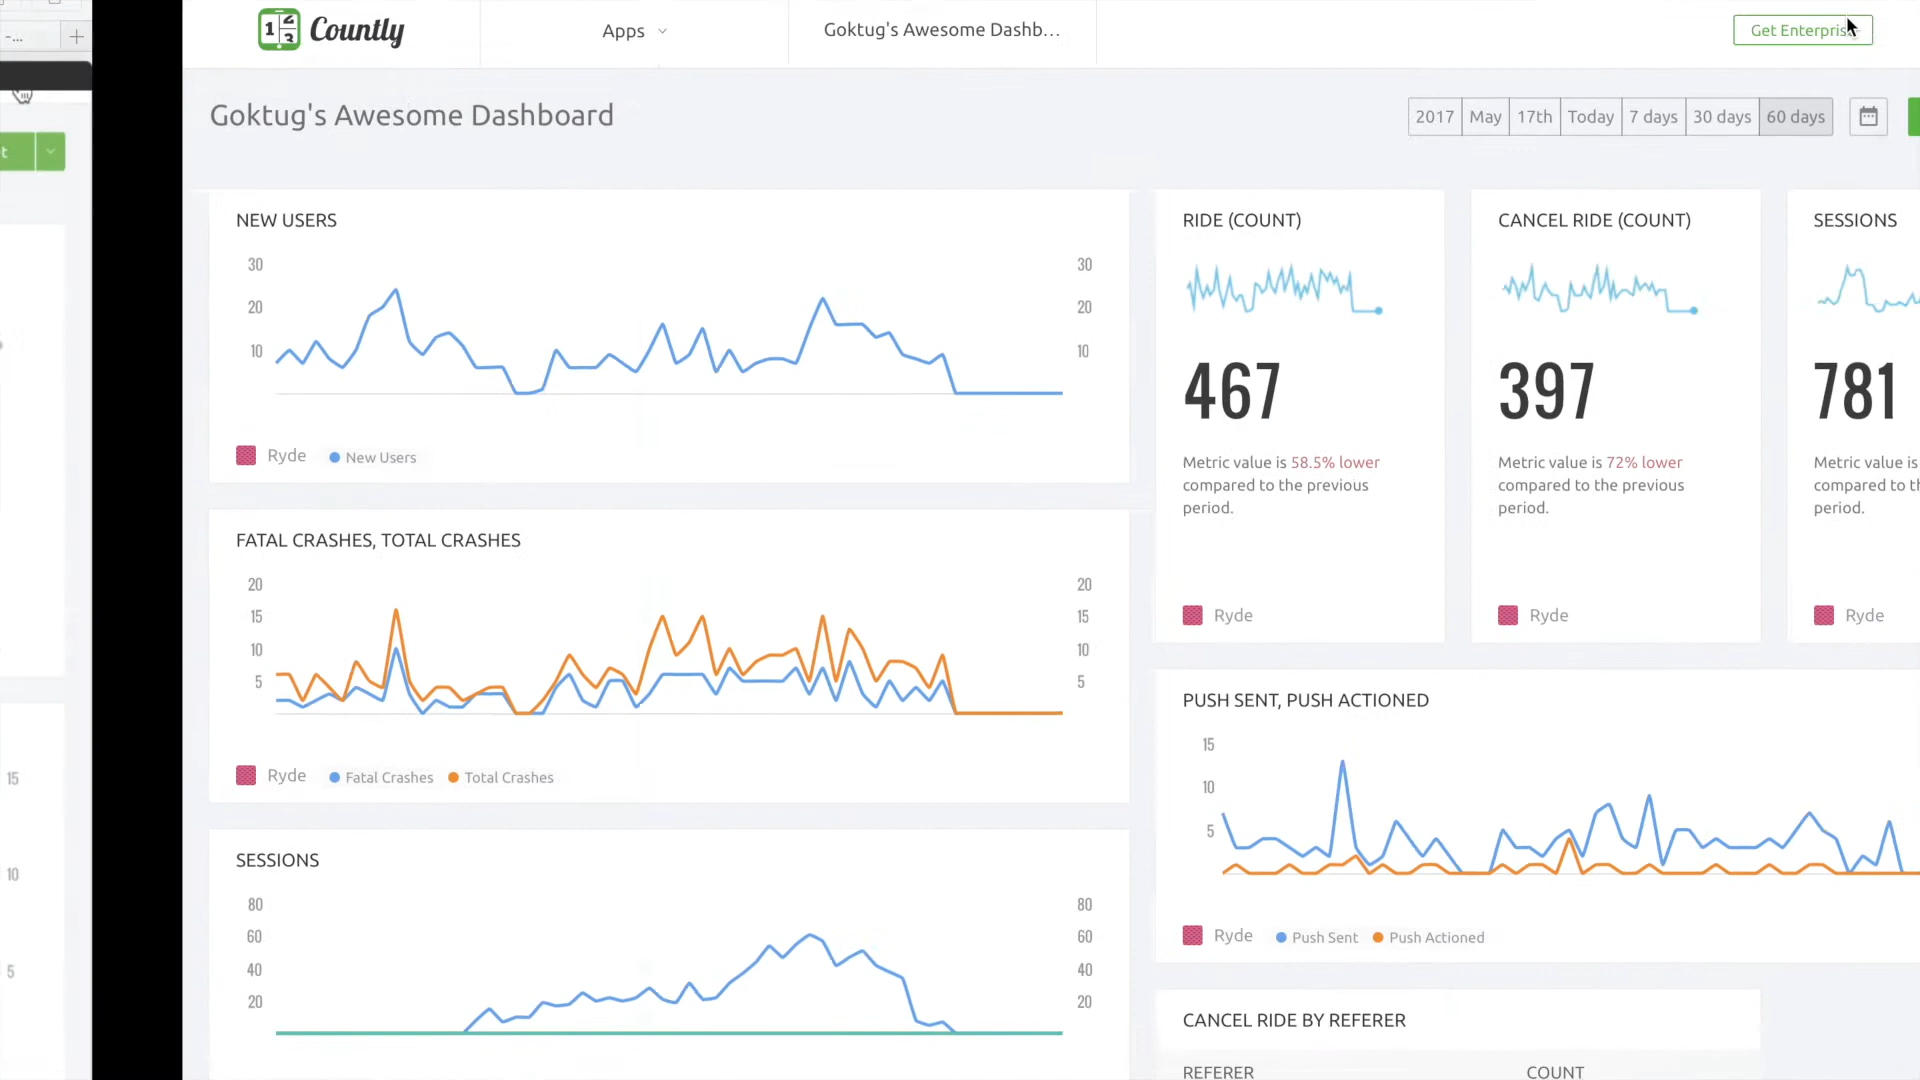 -...
t
15
10
5
Countly
Apps
Goktug's Awesome Dashb...
Goktug's Awesome Dashboard
2017 May 17th Today 7 days 30 days 60 days
NEW USERS
30 30
20 20
10 10
Ryde New Users
FATAL CRASHES, TOTAL CRASHES
20 20
15 15
10 10
5 5
Ryde Fatal Crashes Total Crashes
SESSIONS
80 80
60 60
40 40
20 20
RIDE (COUNT)
467
Metric value is 58.5% lower
compared to the previous
period.
Ryde
CANCEL RIDE (COUNT)
397
Metric value is 72% lower
compared to the previous
period.
Ryde
SESSIONS
781
Metric value is
compared to th
period.
Ryde
PUSH SENT, PUSH ACTIONED
15
10
5
Ryde Push Sent Push Actioned
CANCEL RIDE BY REFERER
REFERER COUNT
Get Enterpris